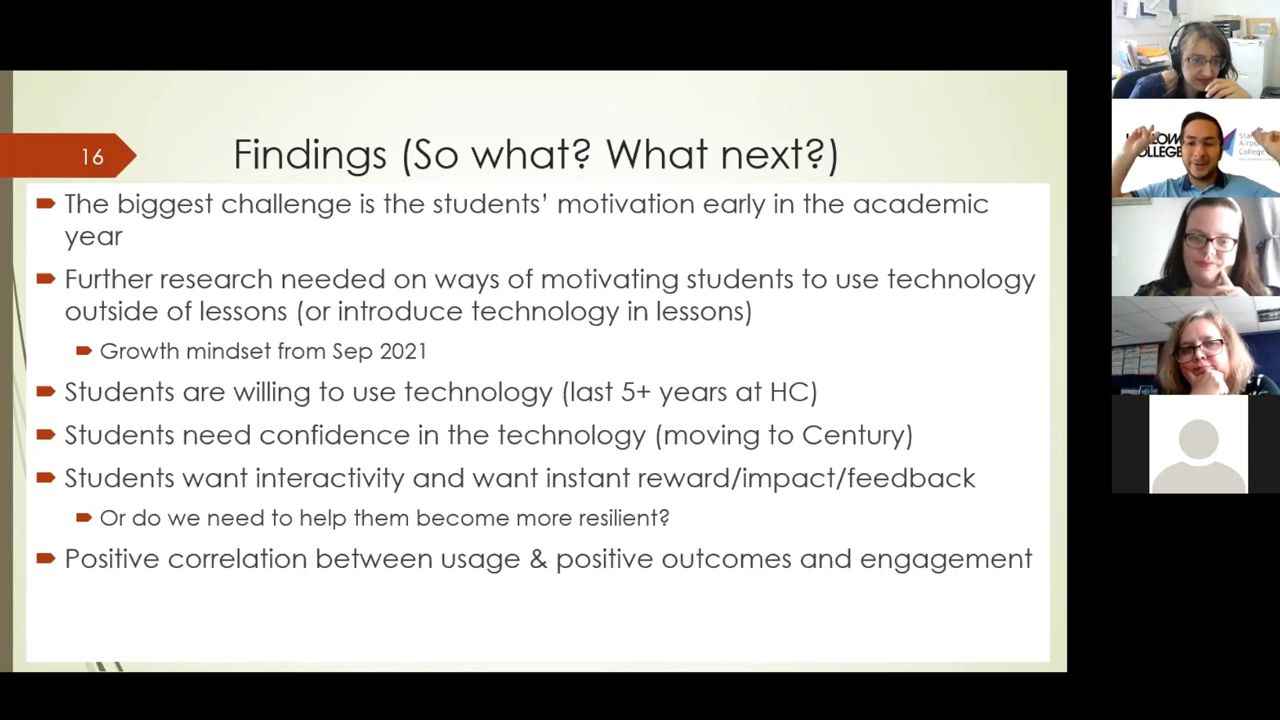 16
Findings (So what? What next?)
The biggest challenge is the students’ motivation early in the academic
year
Further research needed on ways of motivating students to use technology
outside of lessons (or introduce technology in lessons)
Growth mindset from Sep 2021
Students are willing to use technology (last 5+ years at HC)
Students need confidence in the technology (moving to Century)
Students want interactivity and want instant reward/impact/feedback
Or do we need to help them become more resilient?
Positive correlation between usage & positive outcomes and engagement
COLLEGE
Airpo
College